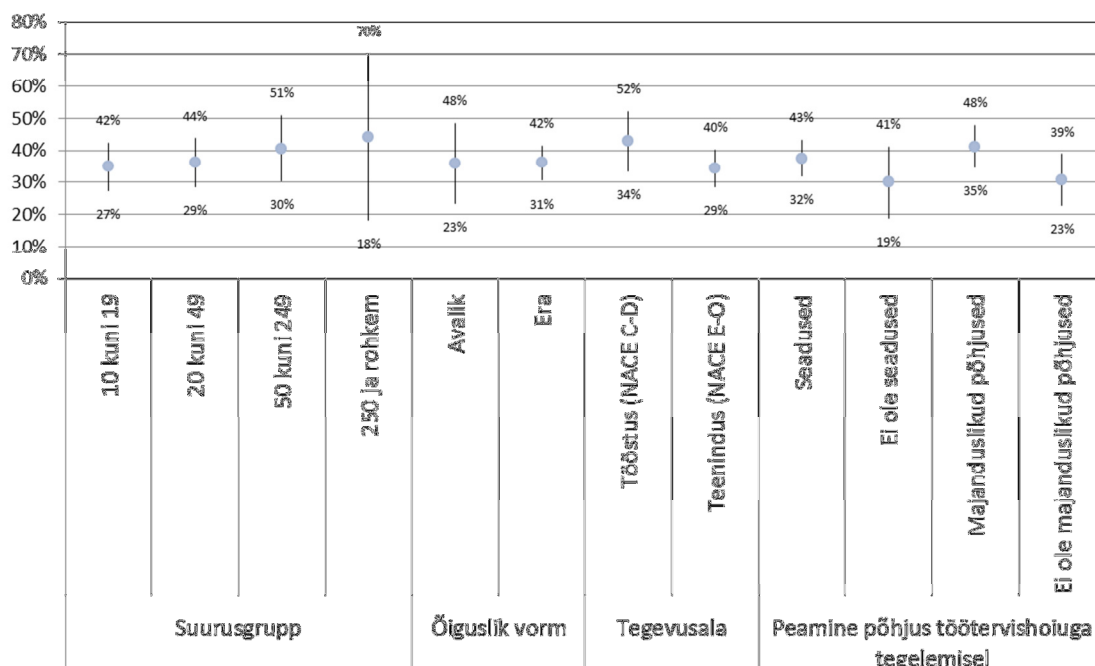 80%
70%
60%
50%
40%
30%
20%
10%
0%
42%
44%
51%
70%
48%
42%
52%
40%
43%
41%
48%
39%
27%
29%
30%
18%
23%
31%
34%
29%
32%
19%
35%
23%
10 kuni 19
20 kuni 49
50 kuni 249
250 ja rohkem
Avalik
Era
Tööstus (NACE C-D)
Teenindus (NACE E-O)
Seadused
Ei ole seadused
Majanduslikud põhjused
Ei ole majanduslikud põhjused
Suurusgrupp
Õiguslik vorm
Tegevusala
Peamine põhjus töötervishoiuga
tegelemisel